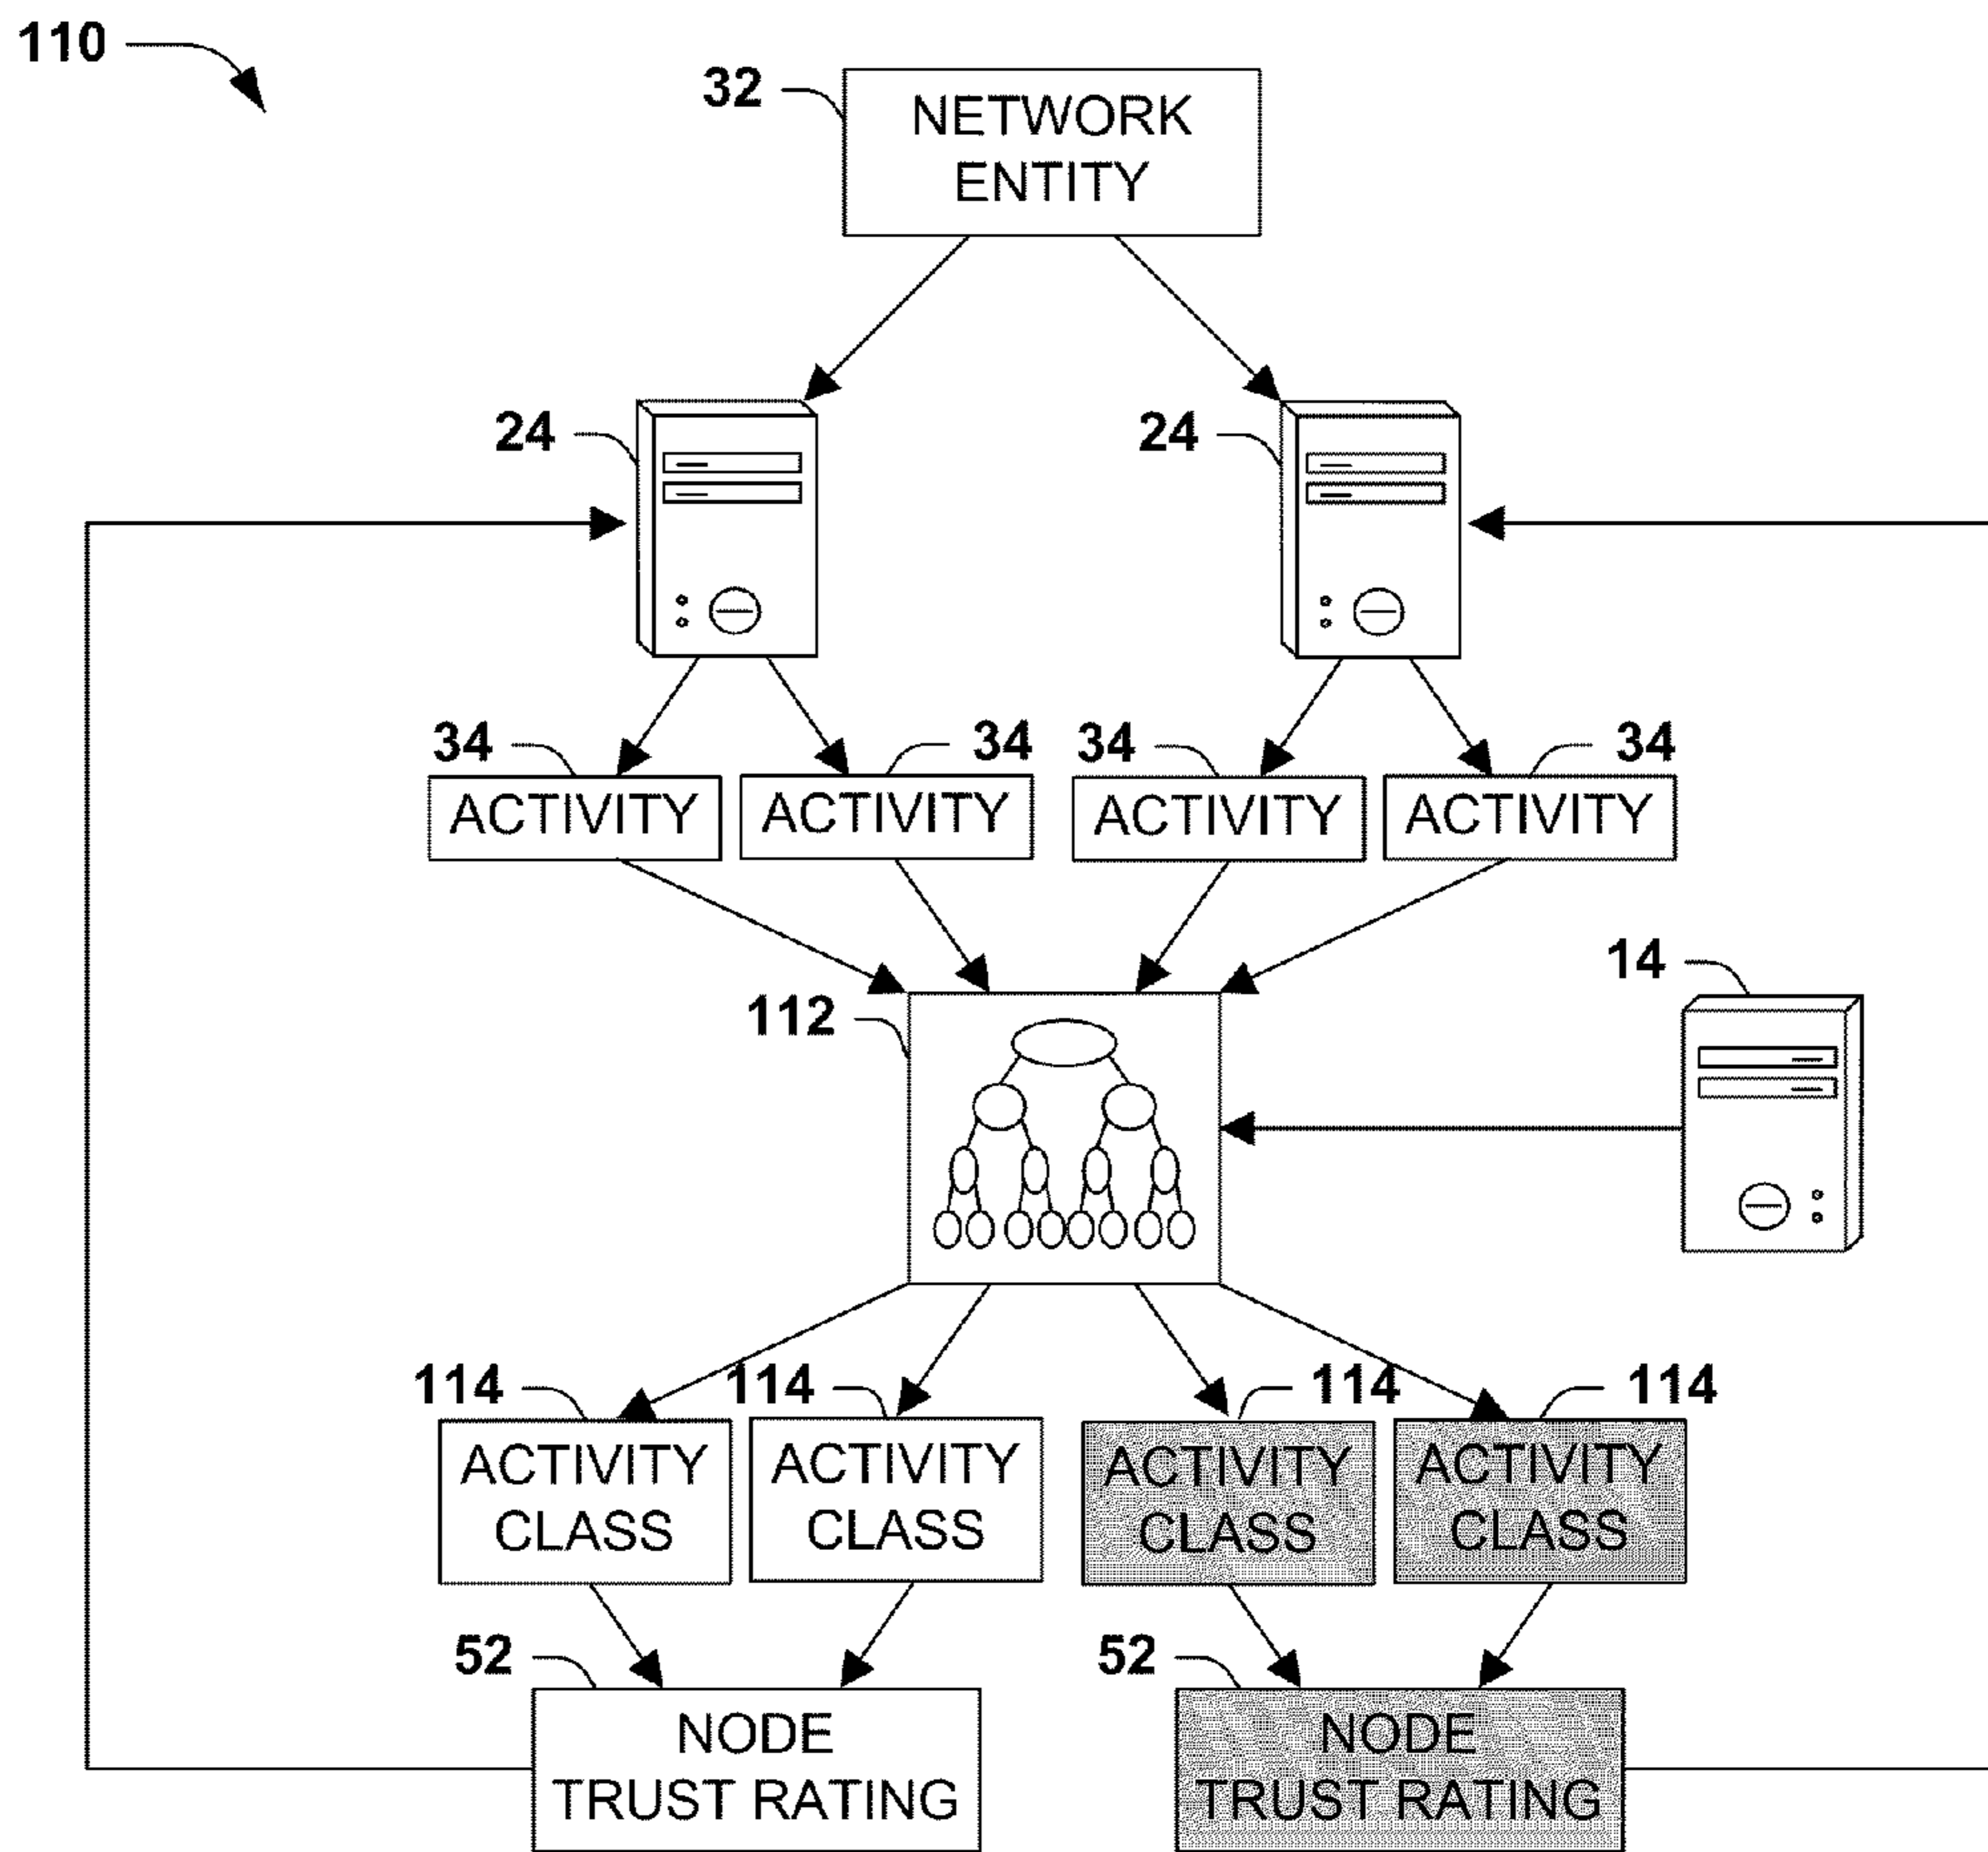 110
32
NETWORK
ENTITY
24
24
34
34
34
34
ACTIVITY
ACTIVITY
ACTIVITY
ACTIVITY
14
112
114
114
114
114
ACTIVITY
CLASS
ACTIVITY
CLASS
ACTIVITY
CLASS
ACTIVITY
CLASS
52
52
NODE
TRUST RATING
NODE
TRUST RATING